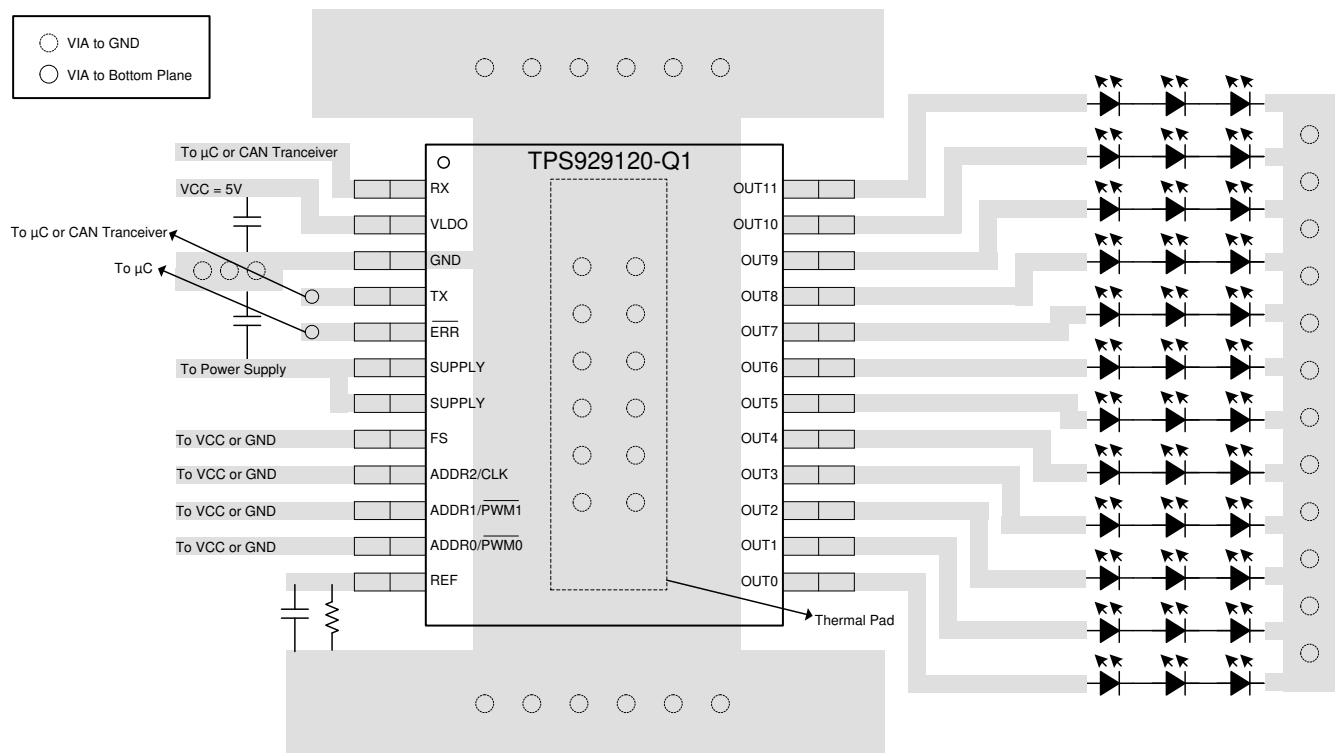 VIA to GND
VIA to Bottom Plane
To µC or CAN Tranceiver
VCC = 5V
To µC or CAN Tranceiver
To µC
To Power Supply
To VCC or GND
To VCC or GND
To VCC or GND
To VCC or GND
TPS929120-Q1
RX
VLDO
GND
TX
ERR
SUPPLY
SUPPLY
FS
ADDR2/CLK
ADDR1/PWM1
ADDR0/PWM0
REF
OUT11
OUT10
OUT9
OUT8
OUT7
OUT6
OUT5
OUT4
OUT3
OUT2
OUT1
OUT0
Thermal Pad